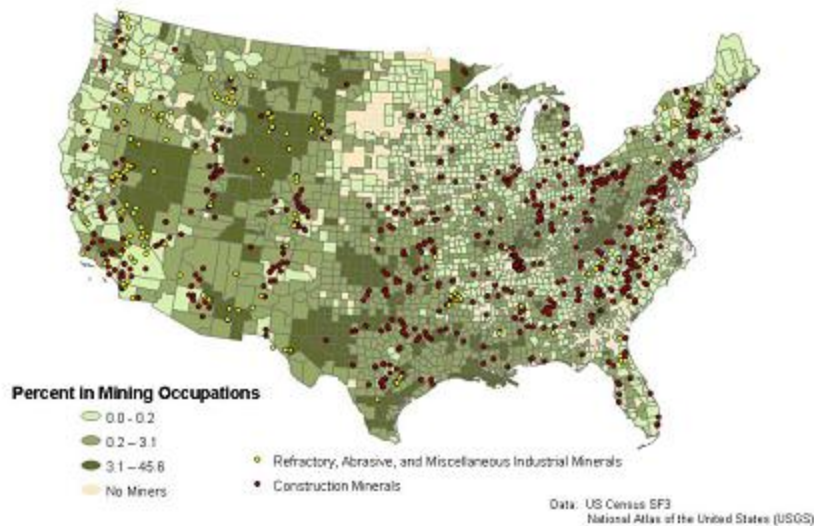 Percent in Mining Occupations
0.0 - 0.2
0.2 – 3.1
3.1 – 45.6
No Miners
Refractory, Abrasive, and Miscellaneous Industrial Minerals
Construction Minerals
Data: US Census SF3
National Atlas of the United States (USGS)